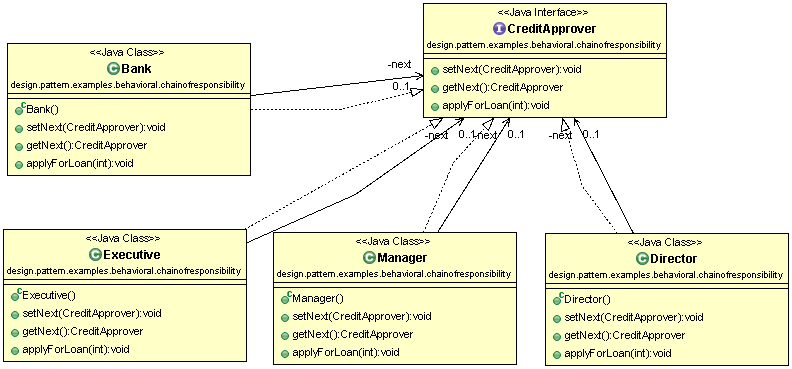 <<Java Interface>>
I CreditApprover
design.pattern.examples.behavioral.chainofresponsibility
setNext(CreditApprover):void
getNext():CreditApprover
applyForLoan(int):void
<<Java Class>>
C Bank
design.pattern.examples.behavioral.chainofresponsibility
C Bank()
setNext(CreditApprover):void
getNext():CreditApprover
applyForLoan(int):void
-next
0..1
-next 0..1
-next 0..1
-next 0..1
<<Java Class>>
C Executive
design.pattern.examples.behavioral.chainofresponsibility
C Executive()
setNext(CreditApprover):void
getNext():CreditApprover
applyForLoan(int):void
<<Java Class>>
C Manager
design.pattern.examples.behavioral.chainofresponsibility
C Manager()
setNext(CreditApprover):void
getNext():CreditApprover
applyForLoan(int):void
<<Java Class>>
C Director
design.pattern.examples.behavioral.chainofresponsibility
C Director()
setNext(CreditApprover):void
getNext():CreditApprover
applyForLoan(int):void